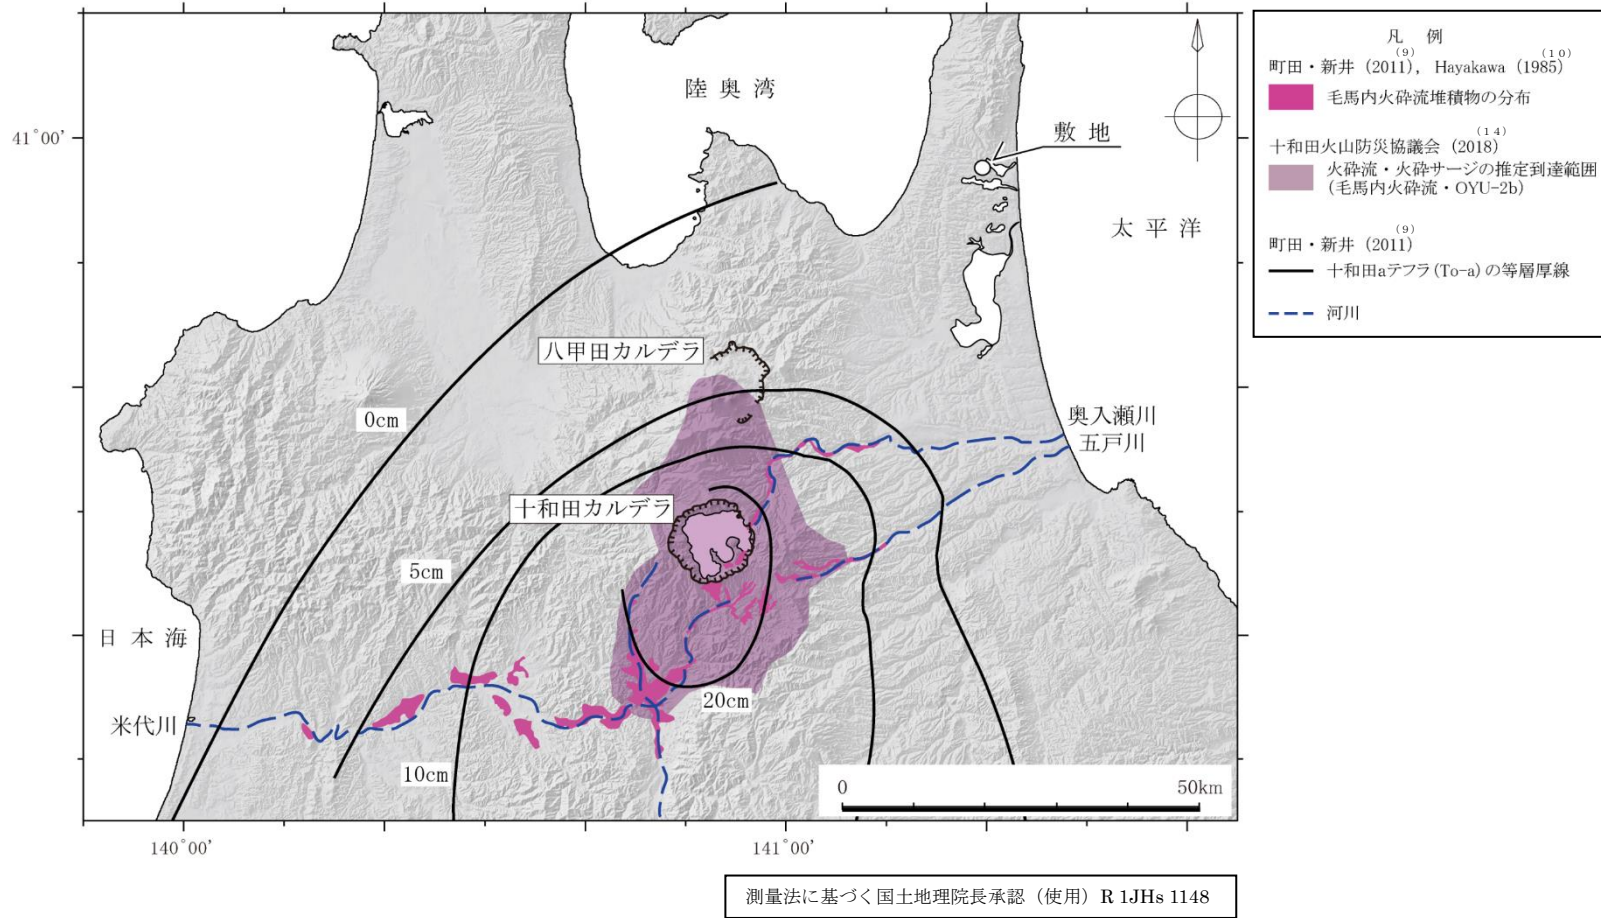 陸奥湾
41°00'
敷地
太平洋
八甲田カルデラ
0cm
奥入瀬川
五戸川
十和田カルデラ
5cm
日本海
20cm
米代川
10cm
0
50km
140°00'
141°00'
凡 例
町田・新井 (2011)(9), Hayakawa (1985)(10)
毛馬内火砕流堆積物の分布
十和田火山防災協議会 (2018)(14)
火砕流・火砕サージの推定到達範囲
(毛馬内火砕流・OYU-2b)
町田・新井 (2011)(9)
十和田aテフラ(To-a)の等層厚線
河川
測量法に基づく国土地理院長承認（使用）R 1JHs 1148